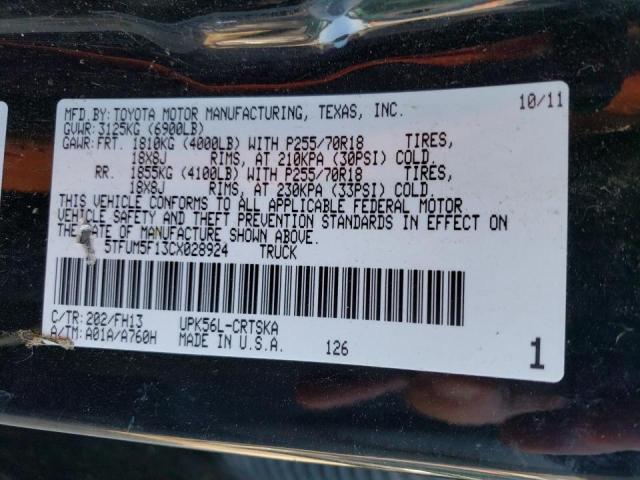 MFD. BY: TOYOTA MOTOR MANUFACTURING, TEXAS, INC. 10/11
GVWR: 3125KG (6900LB)
GAWR: FRT. 1810KG (4000LB) WITH P255/70R18 TIRES,
18X8J RIMS, AT 210KPA (30PSI) COLD.
RR. 1855KG (4100LB) WITH P255/70R18 TIRES,
18X8J RIMS, AT 230KPA (33PSI) COLD.
THIS VEHICLE CONFORMS TO ALL APPLICABLE FEDERAL MOTOR
VEHICLE SAFETY AND THEFT PREVENTION STANDARDS IN EFFECT ON
THE DATE OF MANUFACTURE SHOWN ABOVE.
5TFUM5F13CX028924 TRUCK
C/TR: 202/FH13 UPK56L-CRTSKA
A/TM: A01A/A760H MADE IN U.S.A. 126 1